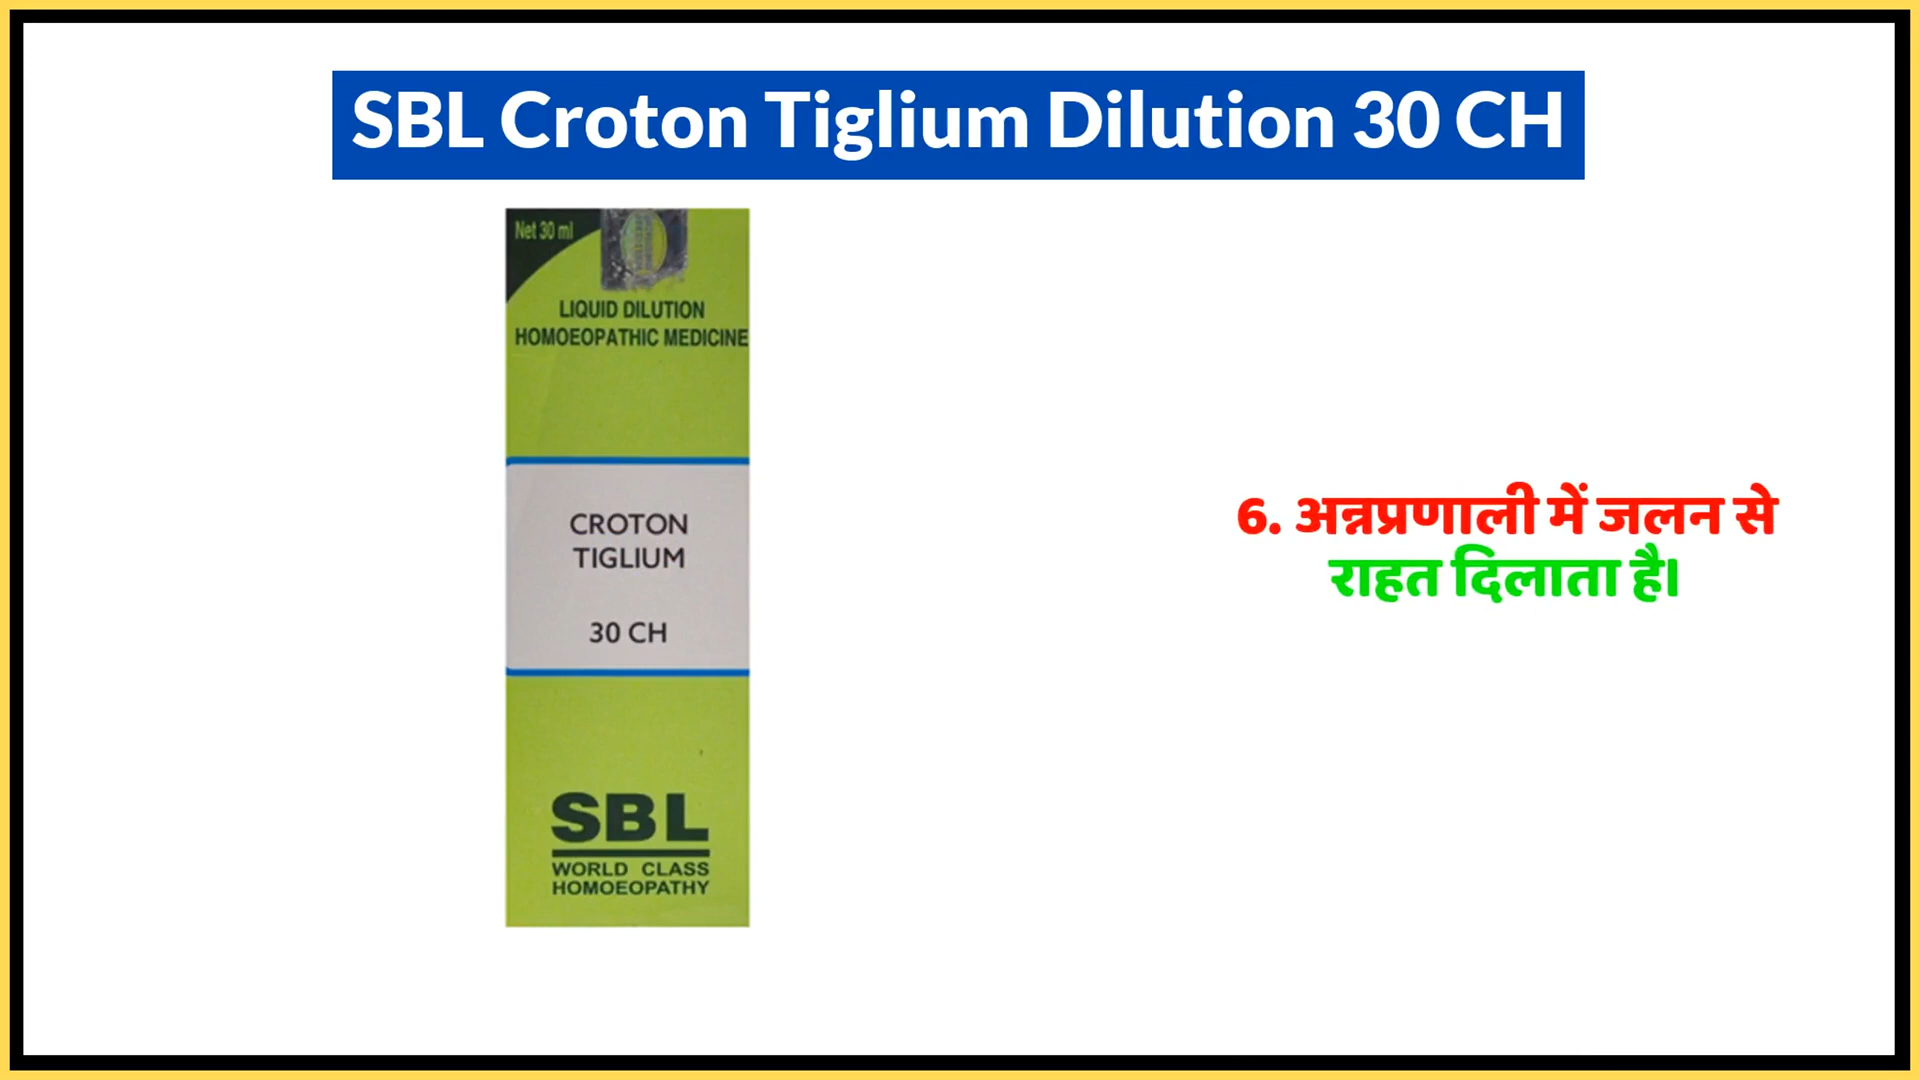 SBL Croton Tiglium Dilution 30 CH
Net 30 ml
LIQUID DILUTION
HOMOEOPATHIC MEDICINE
CROTON
TIGLIUM
30 CH
SBL
WORLD CLASS
HOMOEOPATHY
6. अन्नप्रणाली में जलन से
राहत दिलाता है।